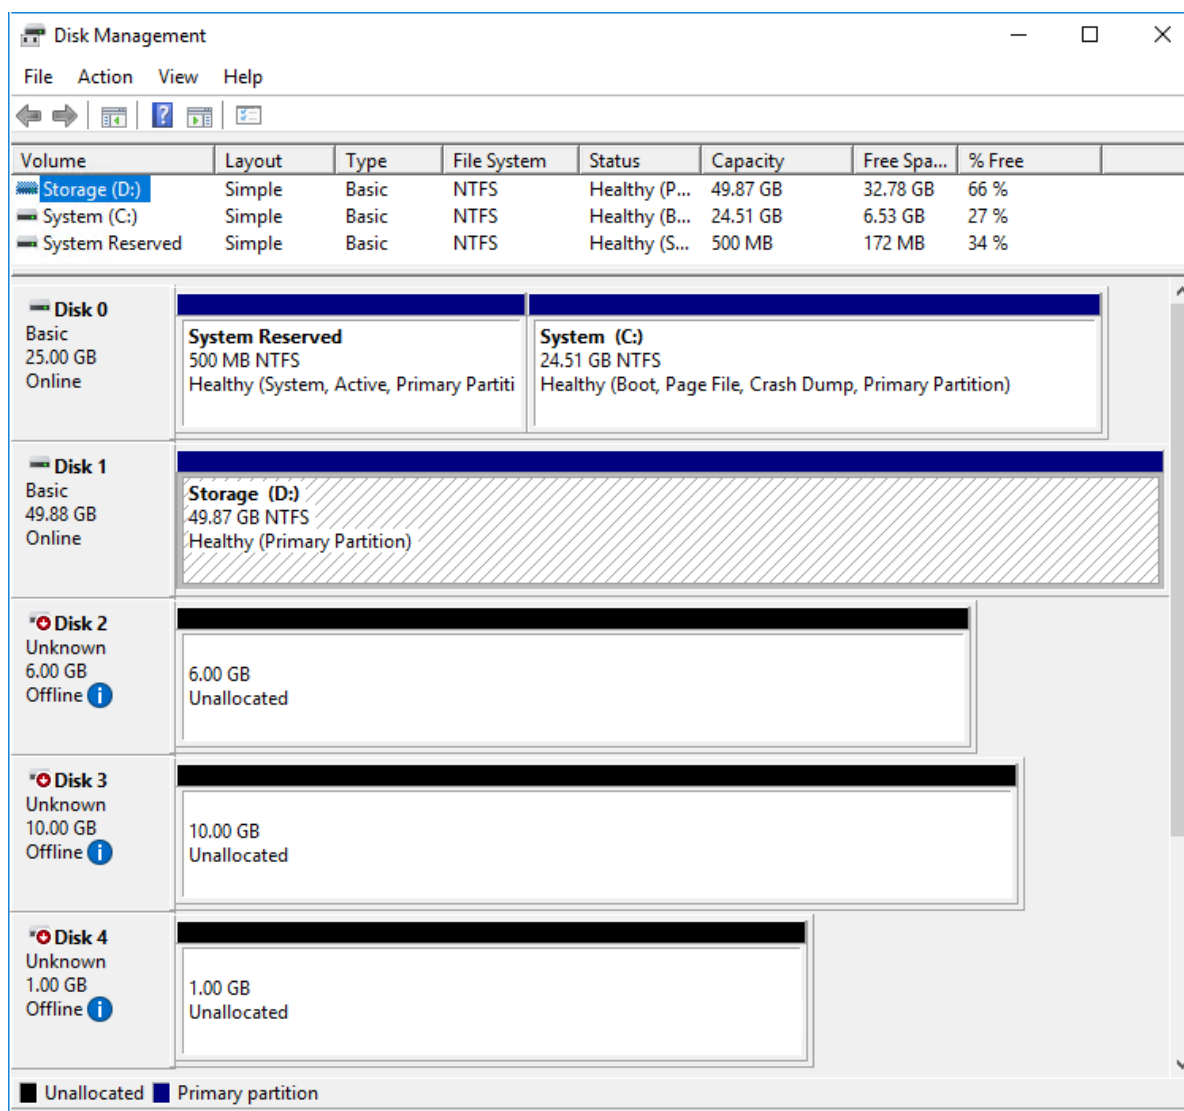 Disk Management
File Action View Help
Volume Layout Type File System Status Capacity Free Spa... % Free
Storage (D:) Simple Basic NTFS Healthy (P... 49.87 GB 32.78 GB 66 %
System (C:) Simple Basic NTFS Healthy (B... 24.51 GB 6.53 GB 27 %
System Reserved Simple Basic NTFS Healthy (S... 500 MB 172 MB 34 %
Disk 0
Basic
25.00 GB
Online
System Reserved
500 MB NTFS
Healthy (System, Active, Primary Partiti
System (C:)
24.51 GB NTFS
Healthy (Boot, Page File, Crash Dump, Primary Partition)
Disk 1
Basic
49.88 GB
Online
Storage (D:)
49.87 GB NTFS
Healthy (Primary Partition)
Disk 2
Unknown
6.00 GB
Offline
6.00 GB
Unallocated
Disk 3
Unknown
10.00 GB
Offline
10.00 GB
Unallocated
Disk 4
Unknown
1.00 GB
Offline
1.00 GB
Unallocated
Unallocated Primary partition